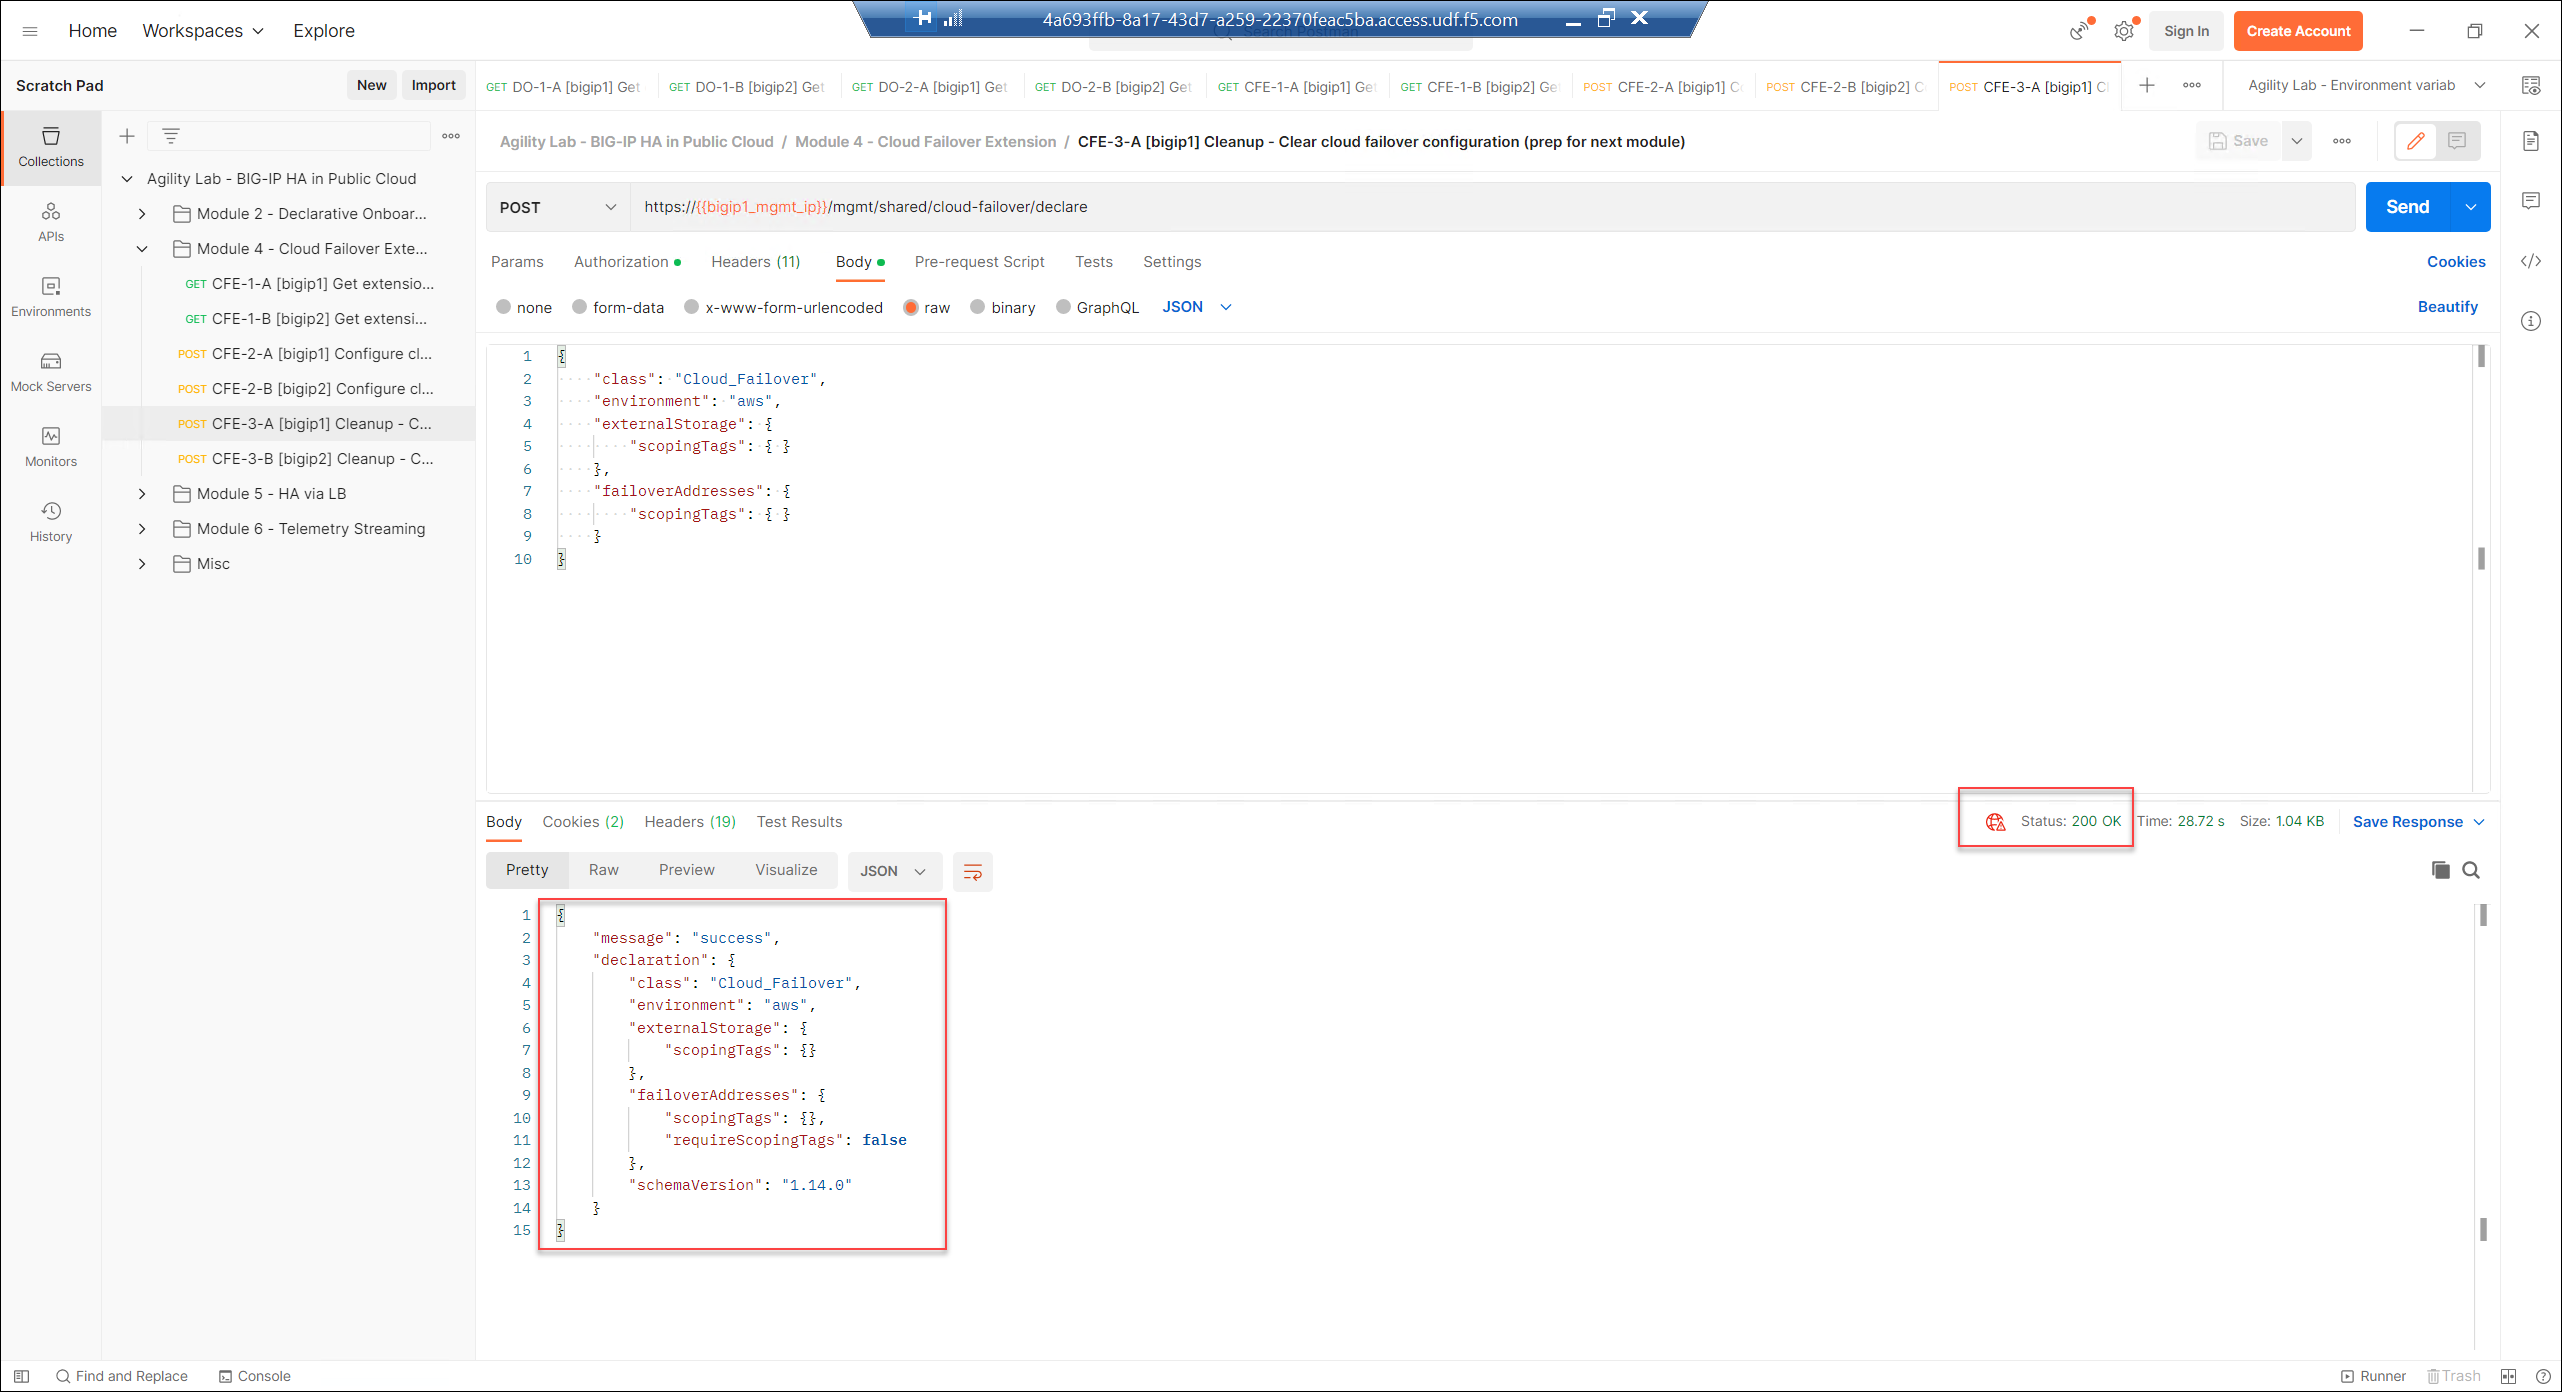 4a693ffb-8a17-43d7-a259-22370feac5ba.access.udf.f5.com
Home Workspaces Explore Search Postman Sign In Create Account
Scratch Pad New Import
GET DO-1-A [bigip1] Get GET DO-1-B [bigip2] Get GET DO-2-A [bigip1] Get GET DO-2-B [bigip2] Get GET CFE-1-A [bigip1] Ge GET CFE-1-B [bigip2] Ge POST CFE-2-A [bigip1] Co POST CFE-2-B [bigip2] C POST CFE-3-A [bigip1] Cl Agility Lab - Environment variab
Collections
APIs
Environments
Mock Servers
Monitors
History
Agility Lab - BIG-IP HA in Public Cloud
Module 2 - Declarative Onboar...
Module 4 - Cloud Failover Exte...
GET CFE-1-A [bigip1] Get extensio...
GET CFE-1-B [bigip2] Get extensi...
POST CFE-2-A [bigip1] Configure cl...
POST CFE-2-B [bigip2] Configure cl...
POST CFE-3-A [bigip1] Cleanup - C...
POST CFE-3-B [bigip2] Cleanup - C...
Module 5 - HA via LB
Module 6 - Telemetry Streaming
Misc
Agility Lab - BIG-IP HA in Public Cloud / Module 4 - Cloud Failover Extension / CFE-3-A [bigip1] Cleanup - Clear cloud failover configuration (prep for next module) Save
POST https://{{bigip1_mgmt_ip}}/mgmt/shared/cloud-failover/declare Send
Params Authorization Headers (11) Body Pre-request Script Tests Settings Cookies
none form-data x-www-form-urlencoded raw binary GraphQL JSON Beautify
1 {
2 "class": "Cloud_Failover",
3 "environment": "aws",
4 "externalStorage": {
5 "scopingTags": { }
6 },
7 "failoverAddresses": {
8 "scopingTags": { }
9 }
10 }
Body Cookies (2) Headers (19) Test Results Status: 200 OK Time: 28.72 s Size: 1.04 KB Save Response
Pretty Raw Preview Visualize JSON
1 {
2 "message": "success",
3 "declaration": {
4 "class": "Cloud_Failover",
5 "environment": "aws",
6 "externalStorage": {
7 "scopingTags": {}
8 },
9 "failoverAddresses": {
10 "scopingTags": {},
11 "requireScopingTags": false
12 },
13 "schemaVersion": "1.14.0"
14 }
15 }
Find and Replace Console Runner Trash